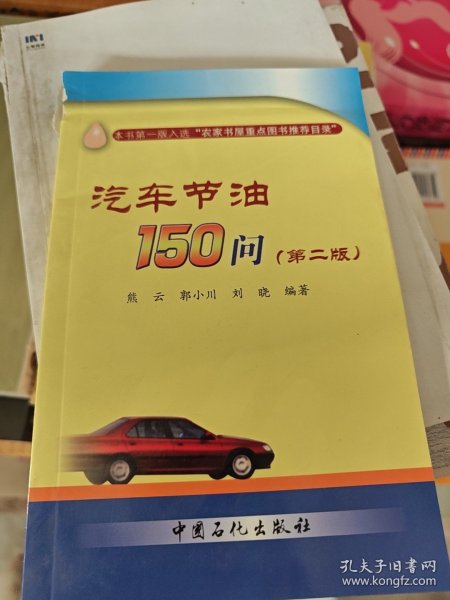 本书第一版入选“农家书屋重点图书推荐目录”
汽车节油
150问（第二版）
熊 云 郭小川 刘 晓 编著
中国石化出版社
孔夫子旧书网
www.kongfz.com